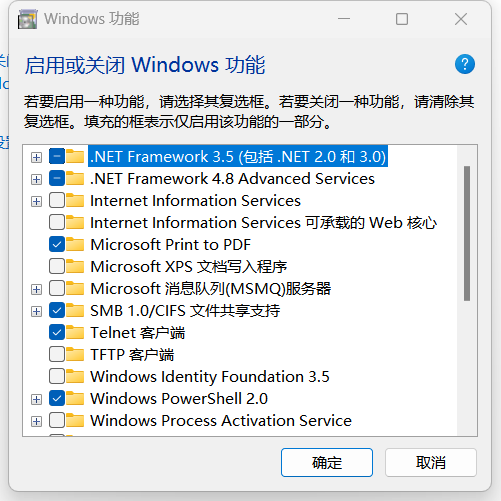 Windows 功能
启用或关闭 Windows 功能
?
若要启用一种功能，请选择其复选框。若要关闭一种功能，请清除其
复选框。填充的框表示仅启用该功能的一部分。
.NET Framework 3.5 (包括 .NET 2.0 和 3.0)
.NET Framework 4.8 Advanced Services
Internet Information Services
Internet Information Services 可承载的 Web 核心
Microsoft Print to PDF
Microsoft XPS 文档写入程序
Microsoft 消息队列(MSMQ)服务器
SMB 1.0/CIFS 文件共享支持
Telnet 客户端
TFTP 客户端
Windows Identity Foundation 3.5
Windows PowerShell 2.0
Windows Process Activation Service
确定
取消